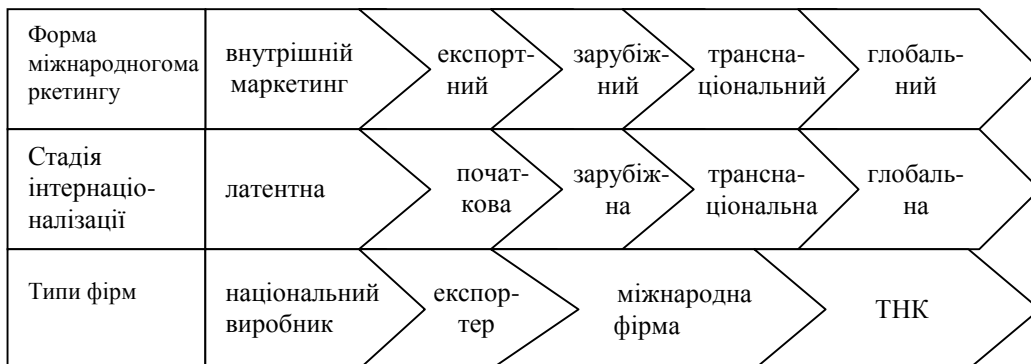 Форма
міжнародногома
ркетингу
внутрішній
маркетинг
експорт-
ний
зарубіж-
ний
трансна-
ціональний
глобаль-
ний
Стадія
інтернаціо-
налізації
латентна
почат-
кова
зарубіж-
на
трансна-
ціональна
глобаль-
на
Типи фірм
національний
виробник
експор-
тер
міжнародна
фірма
ТНК